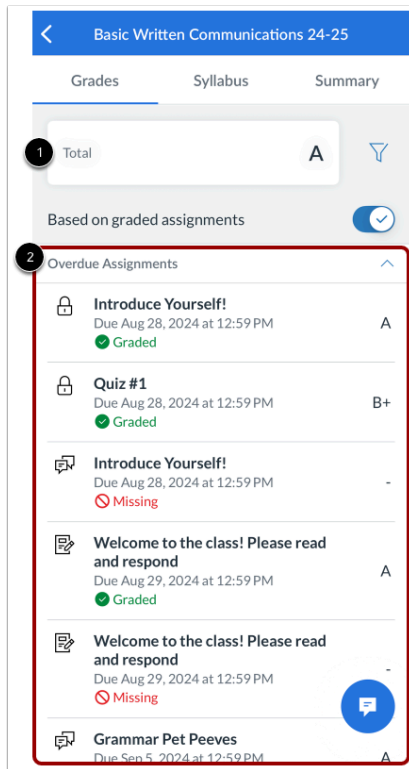 Basic Written Communications 24-25
Grades Syllabus Summary
1 Total A
Based on graded assignments
2 Overdue Assignments
Introduce Yourself!
Due Aug 28, 2024 at 12:59 PM A
Graded
Quiz #1
Due Aug 28, 2024 at 12:59 PM B+
Graded
Introduce Yourself!
Due Aug 28, 2024 at 12:59 PM -
Missing
Welcome to the class! Please read
and respond
Due Aug 29, 2024 at 12:59 PM A
Graded
Welcome to the class! Please read
and respond -
Due Aug 29, 2024 at 12:59 PM
Missing
Grammar Pet Peeves
Due Sep 5, 2024 at 12:59 PM A